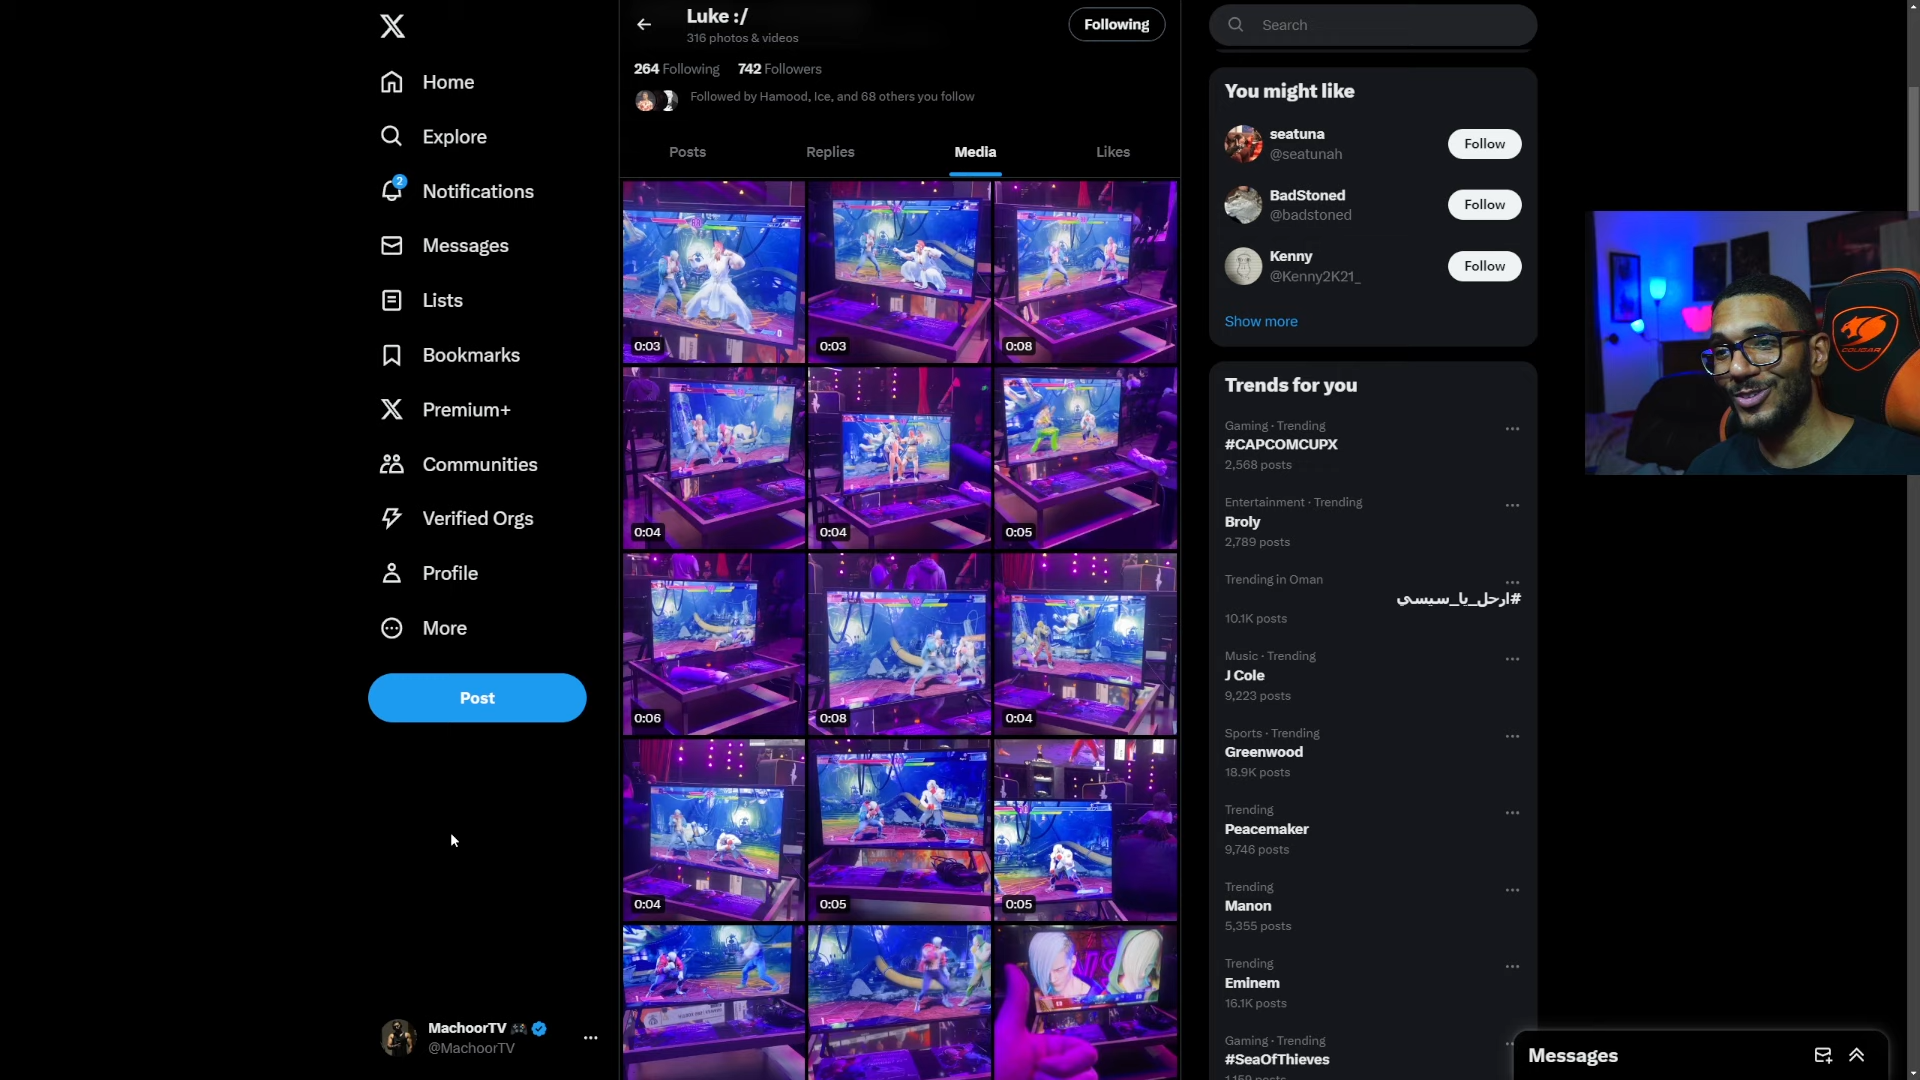 Home
Explore
2
Notifications
Messages
Lists
Bookmarks
Premium+
Communities
Verified Orgs
Profile
More
Post
MachoorTV
@MachoorTV
Luke :/
316 photos & videos
Following
264 Following 742 Followers
Followed by Hamood, Ice, and 68 others you follow
Posts Replies Media Likes
0:03 0:03 0:08
0:04 0:04 0:05
0:06 0:08 0:04
0:04 0:05 0:05
Search
You might like
seatuna
@seatunah
Follow
BadStoned
@badstoned
Follow
Kenny
@Kenny2K21_
Follow
Show more
Trends for you
Gaming · Trending
#CAPCOMCUPX
2,568 posts
Entertainment · Trending
Broly
2,789 posts
Trending in Oman
#ارحل_يا_سيسي
10.1K posts
Music · Trending
J Cole
9,223 posts
Sports · Trending
Greenwood
18.9K posts
Trending
Peacemaker
9,746 posts
Trending
Manon
5,355 posts
Trending
Eminem
16.1K posts
Gaming · Trending
#SeaOfThieves
1,159 posts
Messages
COUGAR